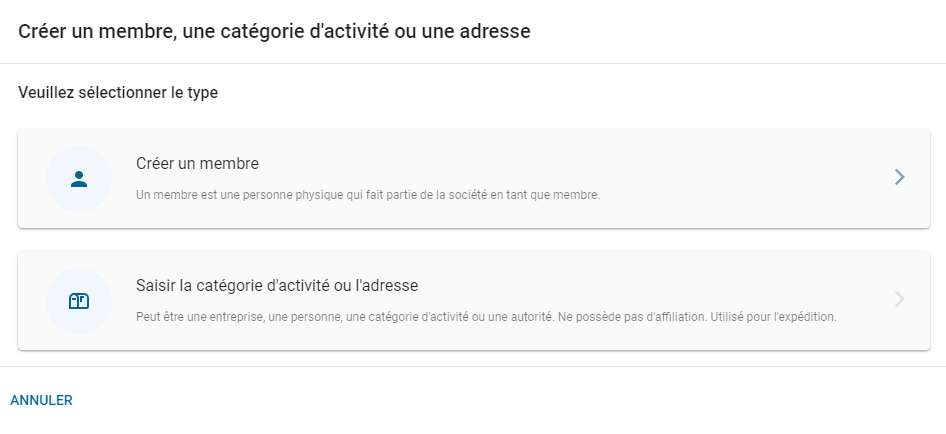 Créer un membre, une catégorie d'activité ou une adresse
Veuillez sélectionner le type
Créer un membre
Un membre est une personne physique qui fait partie de la société en tant que membre.
Saisir la catégorie d'activité ou l'adresse
Peut être une entreprise, une personne, une catégorie d'activité ou une autorité. Ne possède pas d'affiliation. Utilisé pour l'expédition.
ANNULER